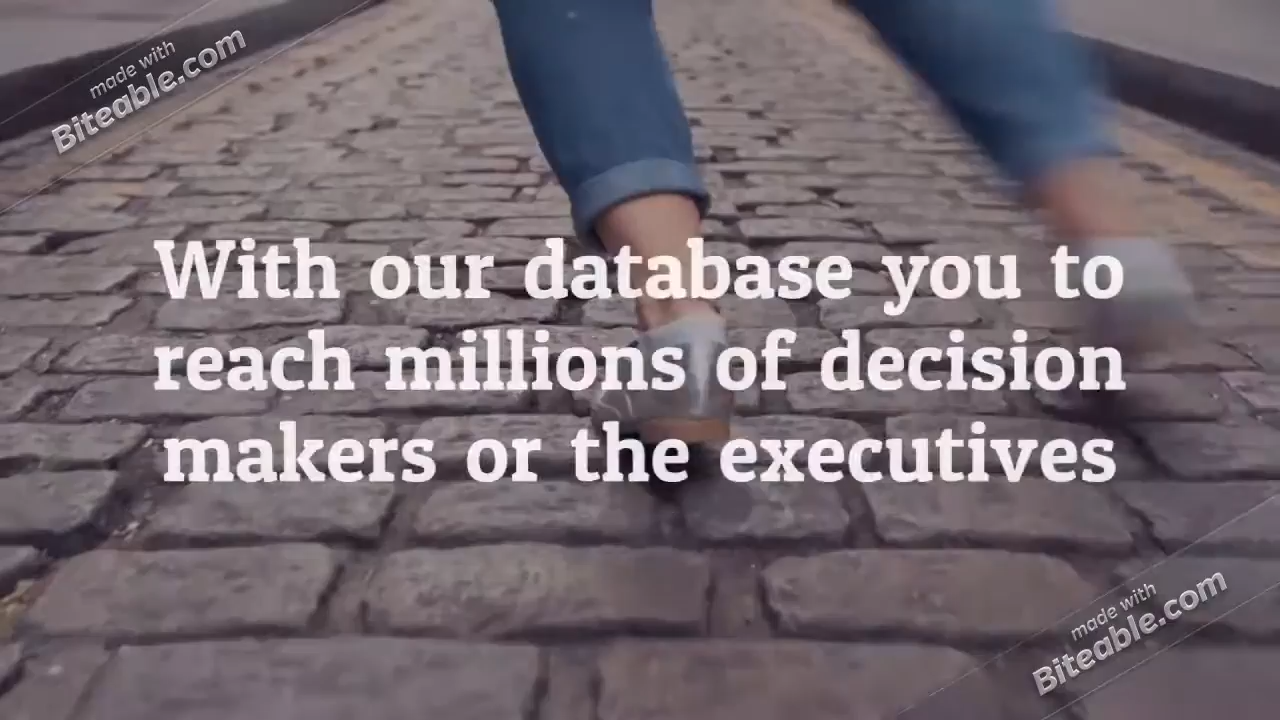 made with
Biteable.com
With our database you to
reach millions of decision
makers or the executives
made with
Biteable.com